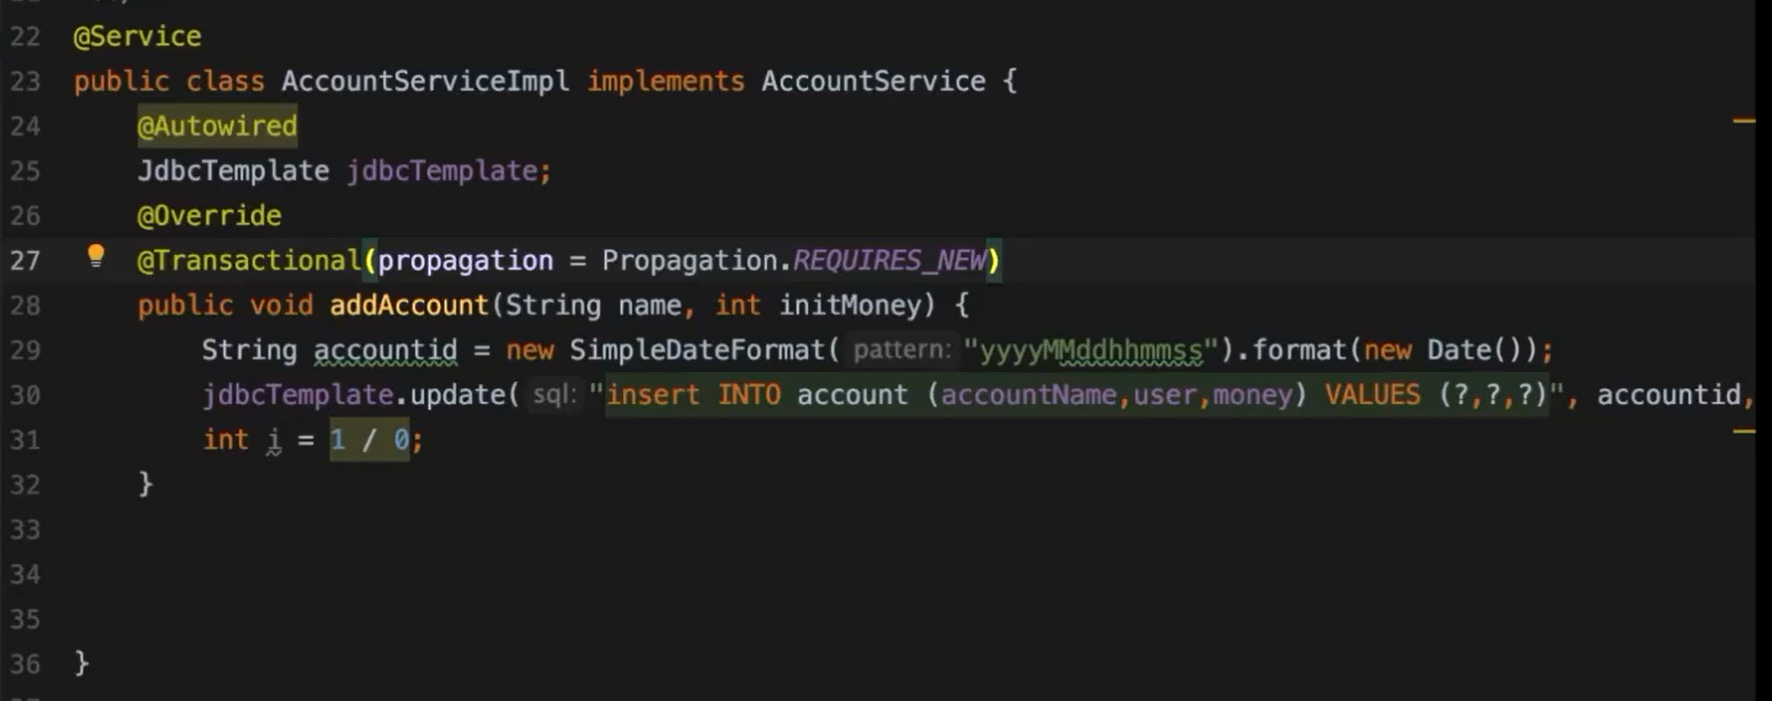 22 @Service
23 public class AccountServiceImpl implements AccountService {
24 @Autowired
25 JdbcTemplate jdbcTemplate;
26 @Override
27 @Transactional(propagation = Propagation.REQUIRES_NEW)
28 public void addAccount(String name, int initMoney) {
29 String accountid = new SimpleDateFormat( pattern: "yyyyMMddhhmmss").format(new Date());
30 jdbcTemplate.update( sql: "insert INTO account (accountName,user,money) VALUES (?,?,?)", accountid,
31 int i = 1 / 0;
32 }
33
34
35
36 }